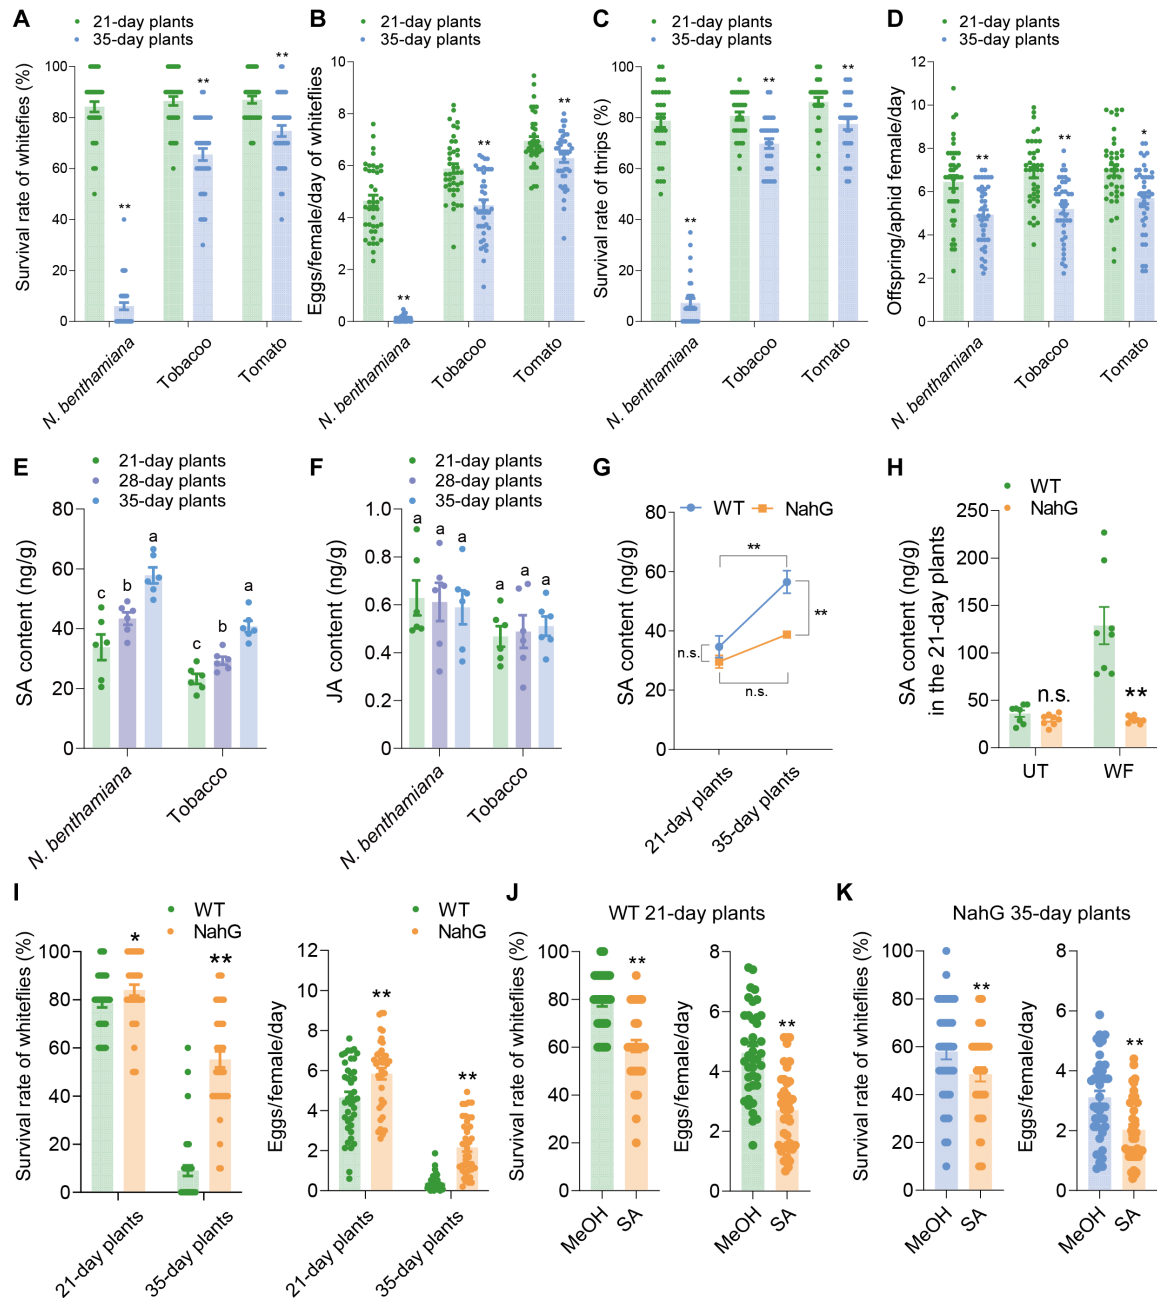 A
21-day plants
35-day plants
Survival rate of whiteflies (%)
100
80
60
40
20
0
**
**
**
N. benthamiana
Tobacoo
Tomato
B
21-day plants
35-day plants
Eggs/female/day of whiteflies
10
8
6
4
2
0
**
**
**
N. benthamiana
Tobacoo
Tomato
C
21-day plants
35-day plants
Survival rate of thrips (%)
100
80
60
40
20
0
**
**
**
N. benthamiana
Tobacoo
Tomato
D
21-day plants
35-day plants
Offspring/aphid female/day
12
10
8
6
4
2
0
**
**
*
N. benthamiana
Tobacoo
Tomato
E
21-day plants
28-day plants
35-day plants
SA content (ng/g)
80
60
40
20
0
c
b
a
c
b
a
N. benthamiana
Tobacco
F
21-day plants
28-day plants
35-day plants
JA content (ng/g)
1.0
0.8
0.6
0.4
0.2
0
a
a
a
a
a
a
N. benthamiana
Tobacco
G
WT
NahG
SA content (ng/g)
80
60
40
20
0
**
**
n.s.
n.s.
21-day plants
35-day plants
H
WT
NahG
SA content (ng/g)
in the 21-day plants
250
200
150
100
50
0
n.s.
**
UT
WF
I
WT
NahG
Survival rate of whiteflies (%)
100
80
60
40
20
0
*
**
21-day plants
35-day plants
WT
NahG
Eggs/female/day
12
10
8
6
4
2
0
**
**
21-day plants
35-day plants
J
WT 21-day plants
Survival rate of whiteflies (%)
100
80
60
40
20
0
**
MeOH
SA
Eggs/female/day
8
6
4
2
0
**
MeOH
SA
K
NahG 35-day plants
Survival rate of whiteflies (%)
100
80
60
40
20
0
**
MeOH
SA
Eggs/female/day
8
6
4
2
0
**
MeOH
SA